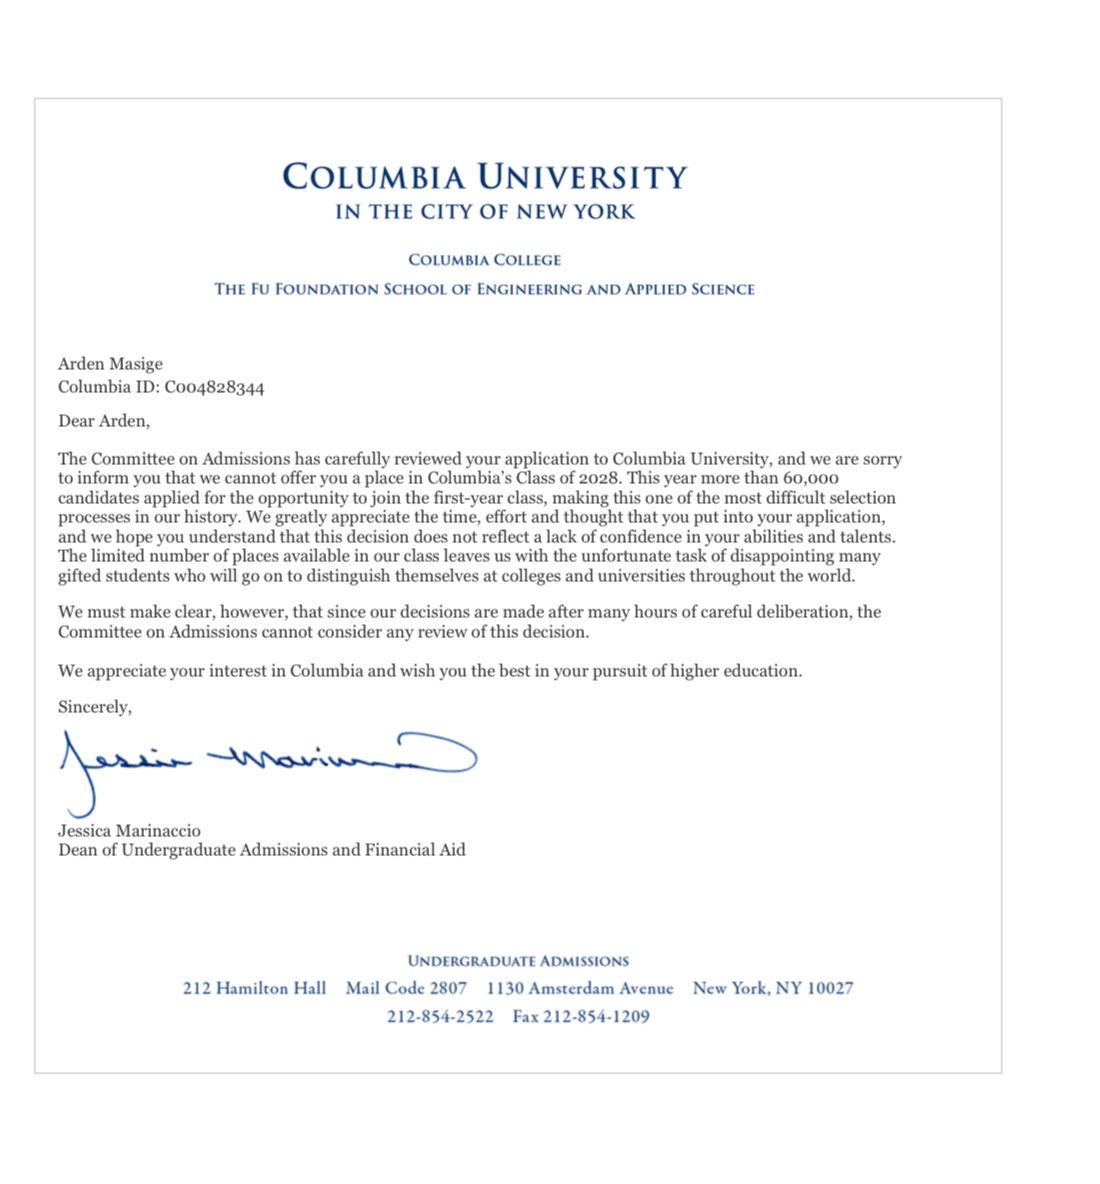 COLUMBIA UNIVERSITY
IN THE CITY OF NEW YORK
COLUMBIA COLLEGE
THE FU FOUNDATION SCHOOL OF ENGINEERING AND APPLIED SCIENCE
Arden Masige
Columbia ID: C004828344
Dear Arden,
The Committee on Admissions has carefully reviewed your application to Columbia University, and we are sorry
to inform you that we cannot offer you a place in Columbia's Class of 2028. This year more than 60,000
candidates applied for the opportunity to join the first-year class, making this one of the most difficult selection
processes in our history. We greatly appreciate the time, effort and thought that you put into your application,
and we hope you understand that this decision does not reflect a lack of confidence in your abilities and talents.
The limited number of places available in our class leaves us with the unfortunate task of disappointing many
gifted students who will go on to distinguish themselves at colleges and universities throughout the world.
We must make clear, however, that since our decisions are made after many hours of careful deliberation, the
Committee on Admissions cannot consider any review of this decision.
We appreciate your interest in Columbia and wish you the best in your pursuit of higher education.
Sincerely,
Jessica Marinaccio
Dean of Undergraduate Admissions and Financial Aid
UNDERGRADUATE ADMISSIONS
212 Hamilton Hall Mail Code 2807 1130 Amsterdam Avenue New York, NY 10027
212-854-2522 Fax 212-854-1209